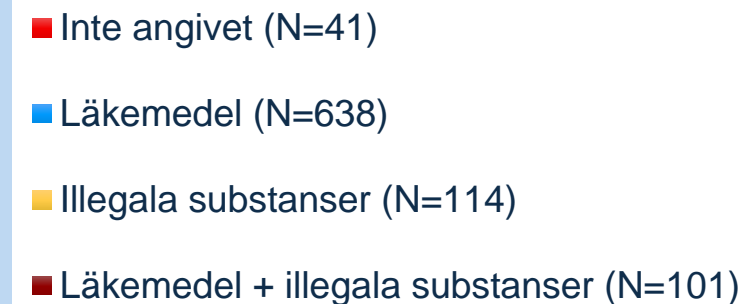 Inte angivet (N=41)
Läkemedel (N=638)
Illegala substanser (N=114)
Läkemedel + illegala substanser (N=101)